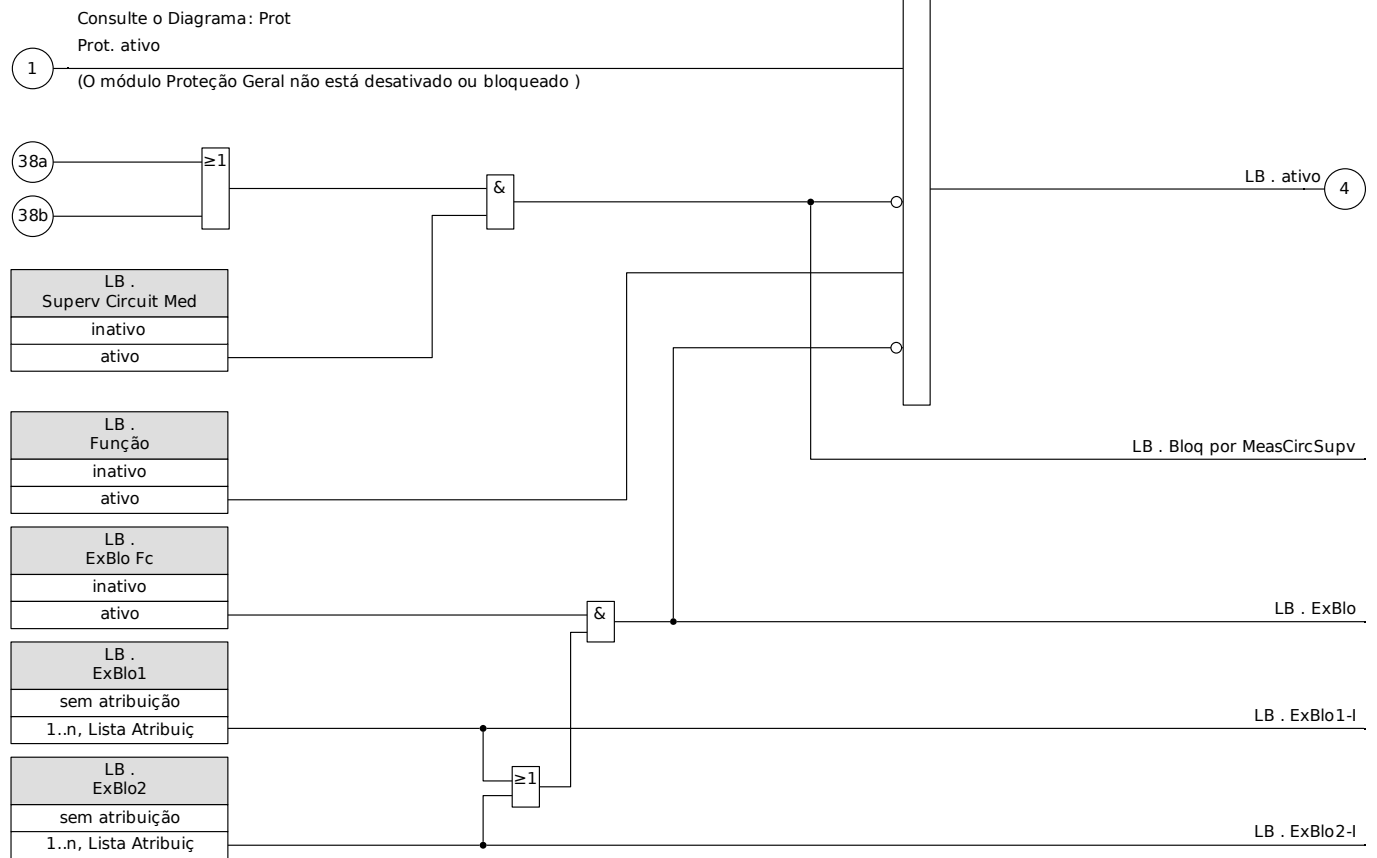 Consulte o Diagrama: Prot
Prot. ativo
1
(O módulo Proteção Geral não está desativado ou bloqueado )
38a
≥1
&
LB . ativo
4
38b
LB .
Superv Circuit Med
inativo
ativo
LB .
Função
inativo
ativo
LB . Bloq por MeasCircSupv
LB .
ExBlo Fc
inativo
ativo
&
LB . ExBlo
LB .
ExBlo1
sem atribuição
1..n, Lista Atribuiç
LB . ExBlo1-I
LB .
ExBlo2
≥1
sem atribuição
1..n, Lista Atribuiç
LB . ExBlo2-I